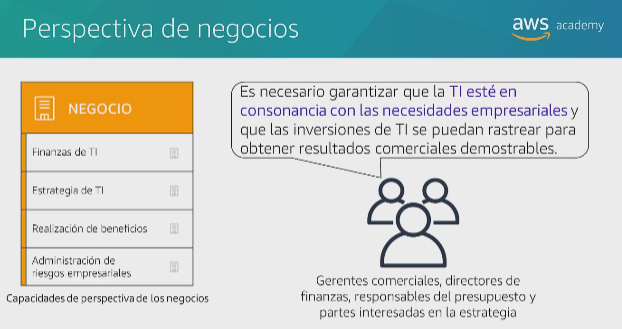 Perspectiva de negocios
aws academy
NEGOCIO
Finanzas de TI
Estrategia de TI
Realización de beneficios
Administración de
riesgos empresariales
Capacidades de perspectiva de los negocios
Es necesario garantizar que la TI esté en
consonancia con las necesidades empresariales y
que las inversiones de TI se puedan rastrear para
obtener resultados comerciales demostrables.
Gerentes comerciales, directores de
finanzas, responsables del presupuesto y
partes interesadas en la estrategia